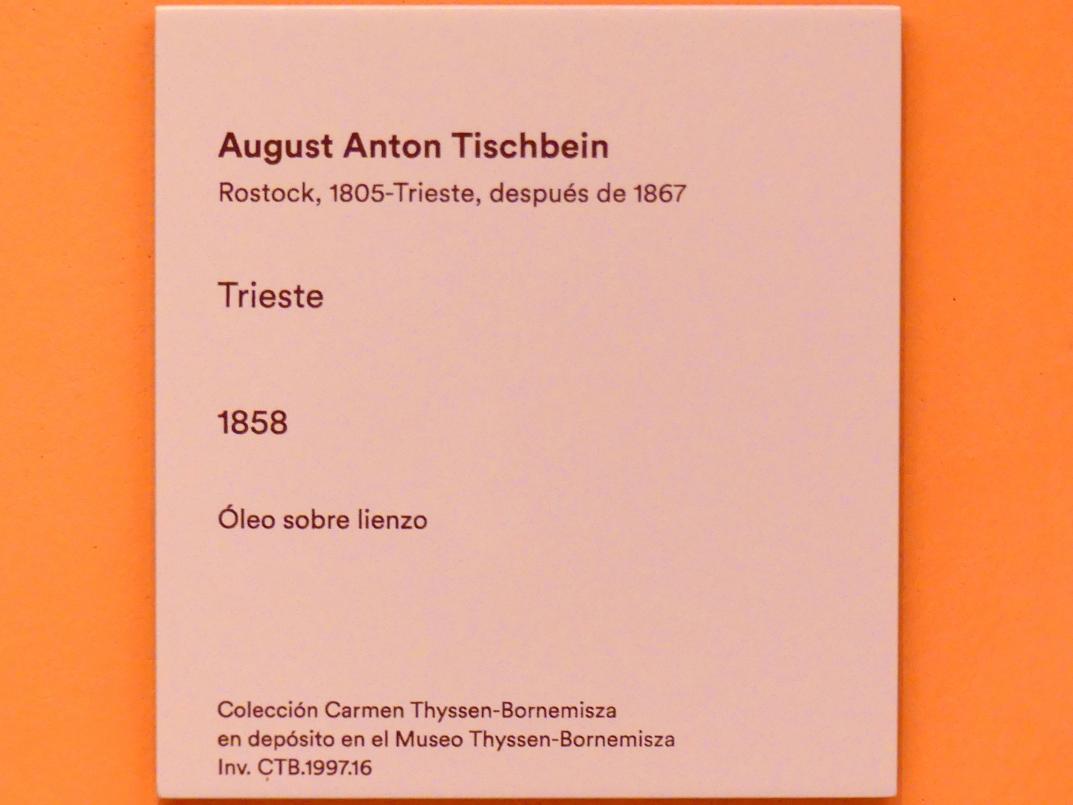 August Anton Tischbein
Rostock, 1805-Trieste, después de 1867
Trieste
1858
Óleo sobre lienzo
Colección Carmen Thyssen-Bornemisza
en depósito en el Museo Thyssen-Bornemisza
Inv. CTB.1997.16